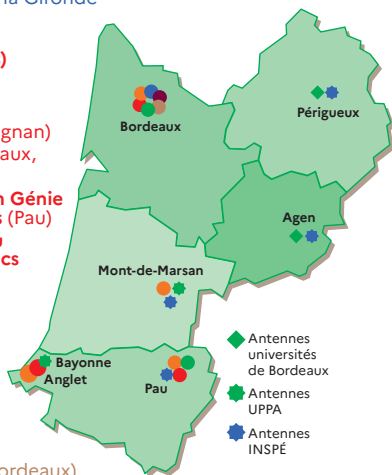 la Gironde
)
ignan)
aux,
n Génie
s (Pau)
u
cs
Périgueux
Bordeaux
Agen
Mont-de-Marsan
Bayonne
Anglet
Pau
Antennes
universités
de Bordeaux
Antennes
UPPA
Antennes
INSPÉ
ordeaux)